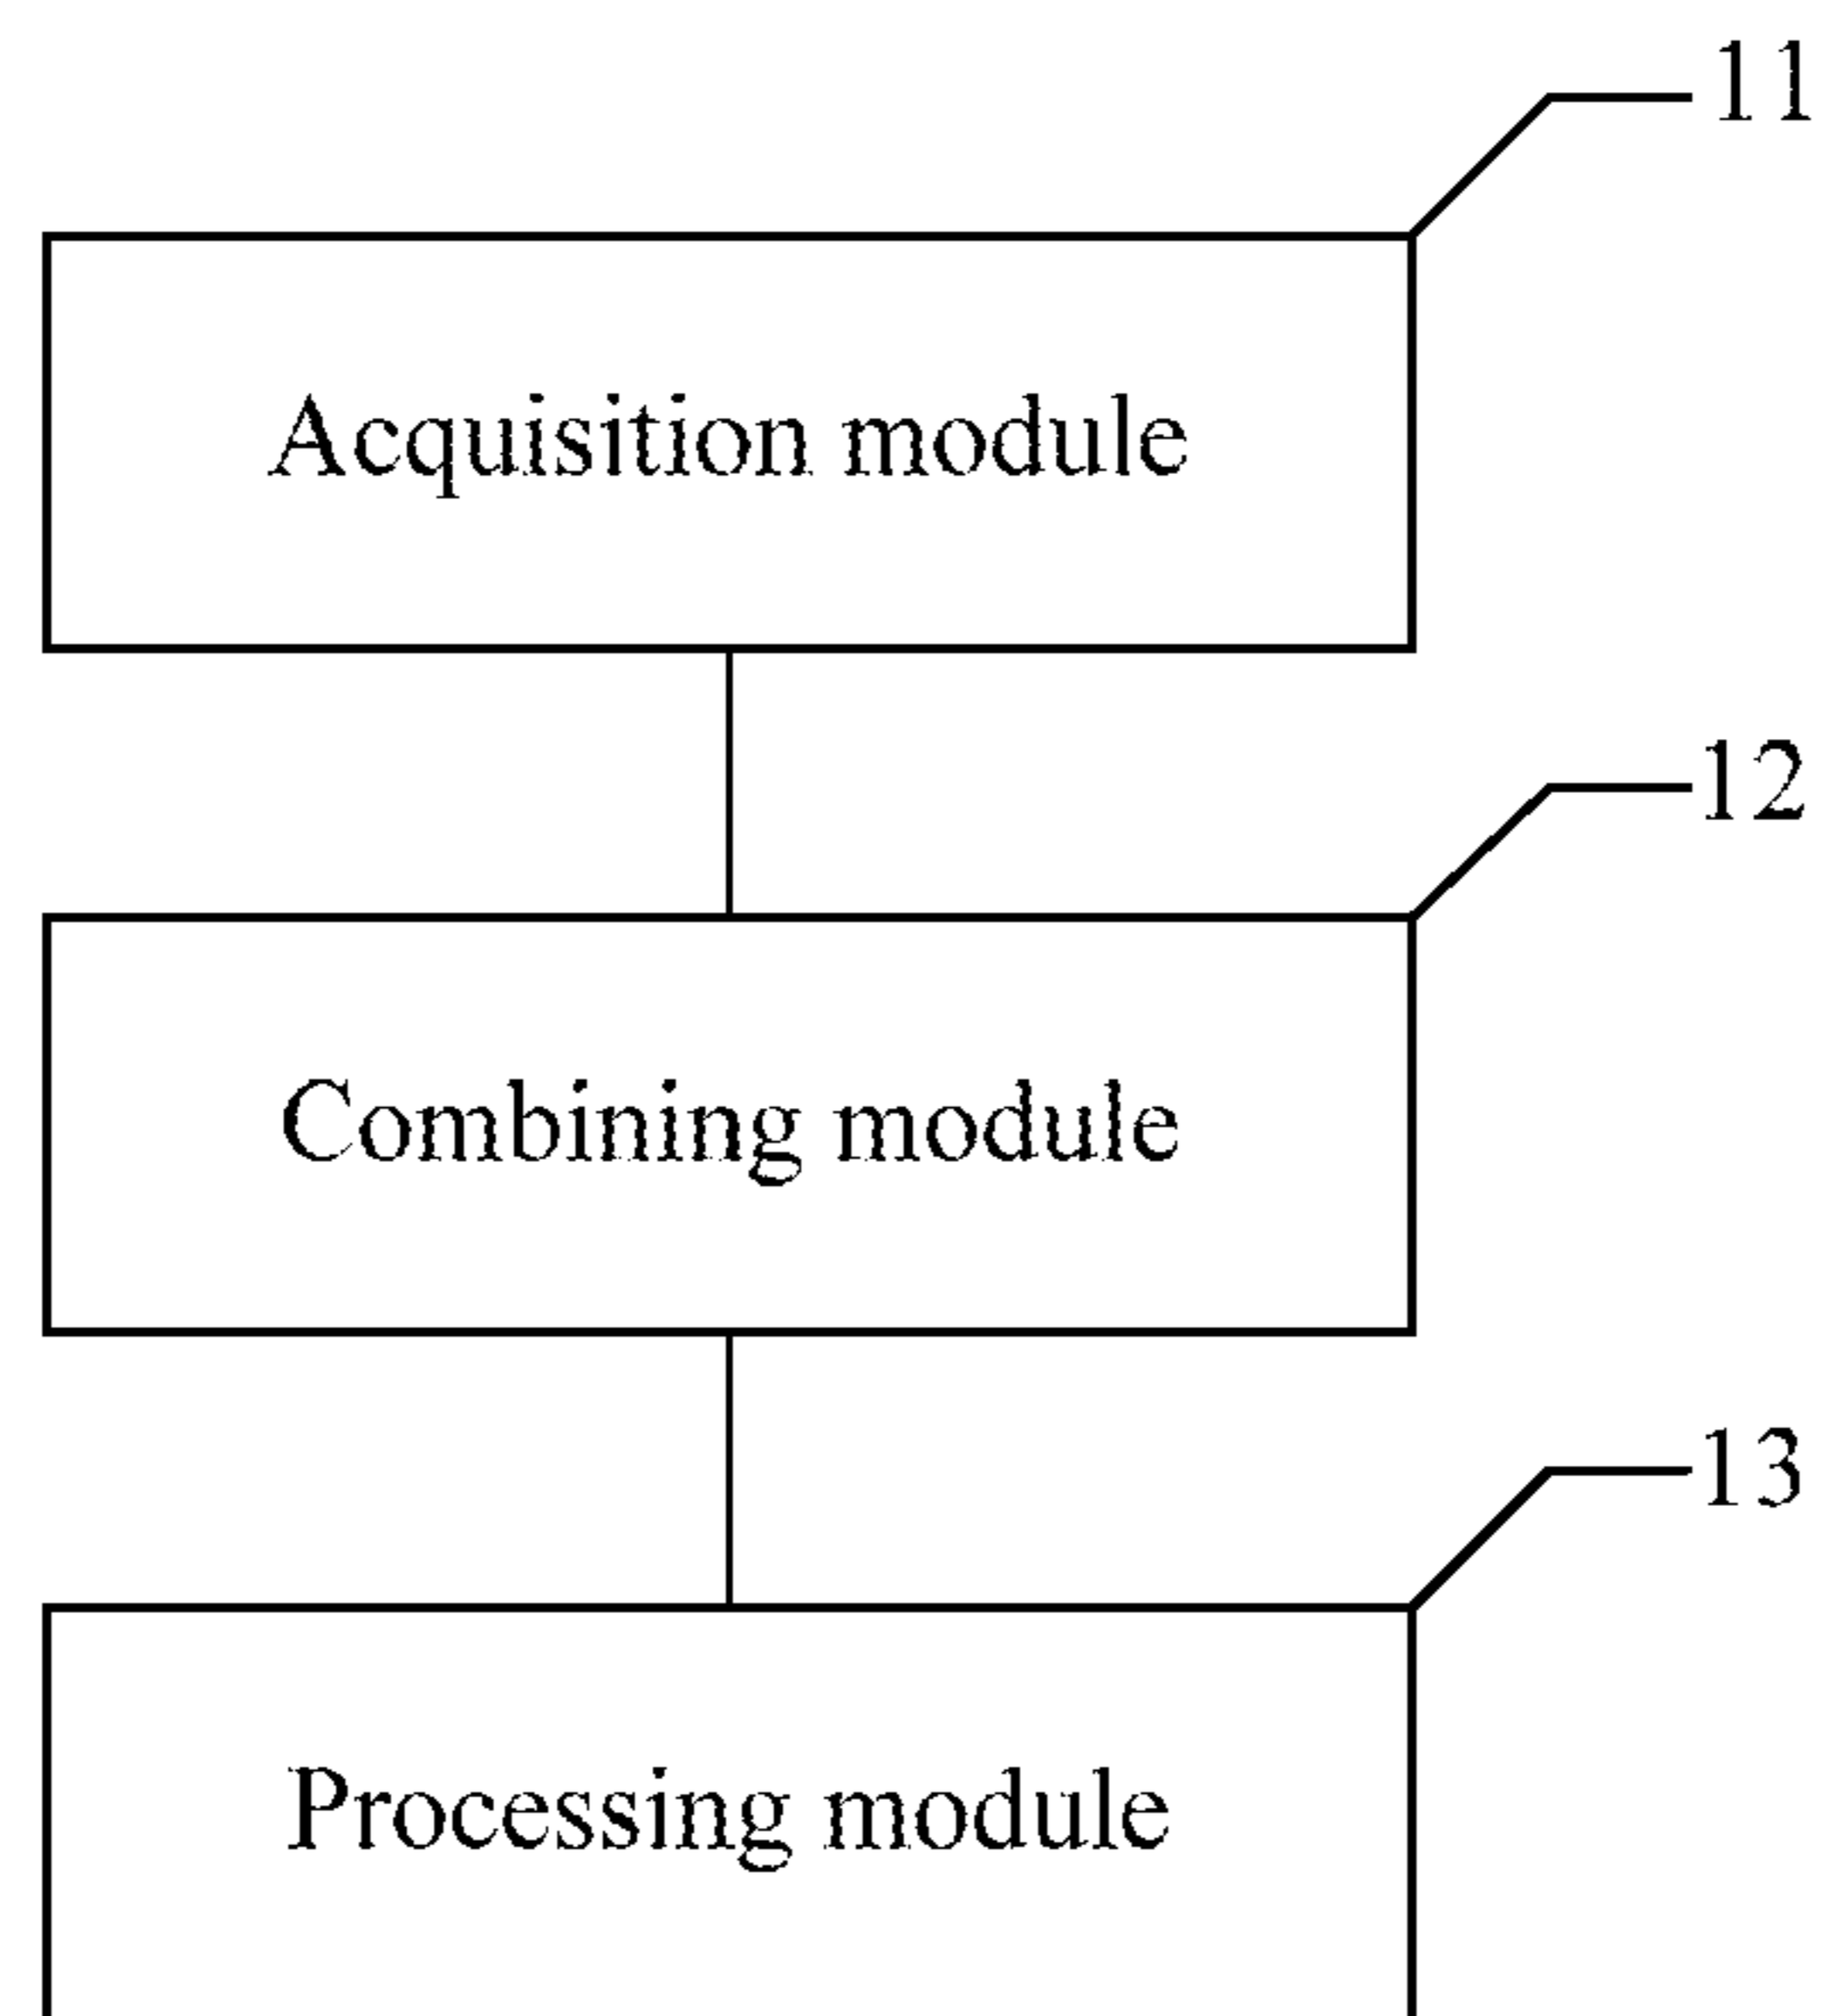 11
Acquisition module
12
Combining module
13
Processing module